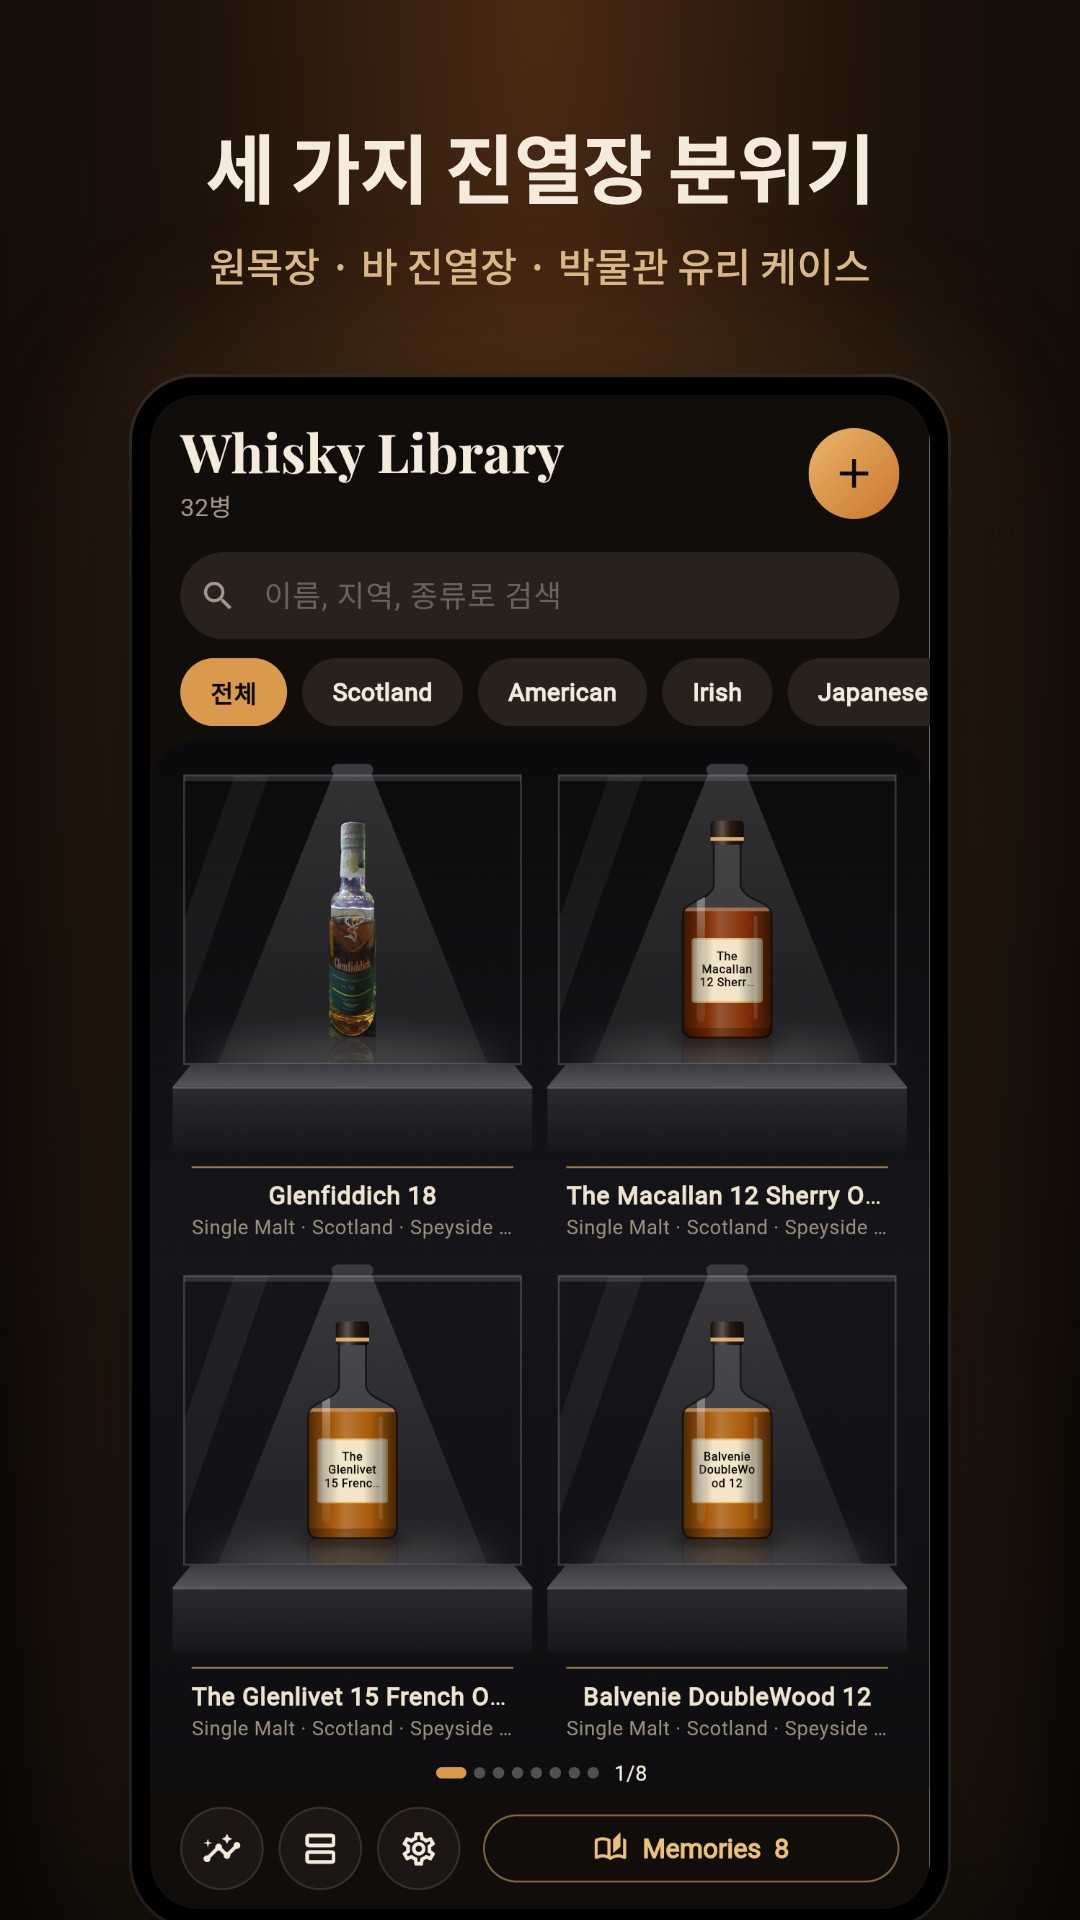 세 가지 진열장 분위기
원목장 · 바 진열장 · 박물관 유리 케이스
Whisky Library
32병
이름, 지역, 종류로 검색
전체
Scotland
American
Irish
Japanese
Glenfiddich
The
Macallan
12 Sherr...
Glenfiddich 18
Single Malt · Scotland · Speyside ...
The Macallan 12 Sherry O...
Single Malt · Scotland · Speyside ...
The
Glenlivet
15 Frenc...
Balvenie
DoubleWo
od 12
The Glenlivet 15 French O...
Single Malt · Scotland · Speyside ...
Balvenie DoubleWood 12
Single Malt · Scotland · Speyside ...
1/8
Memories 8